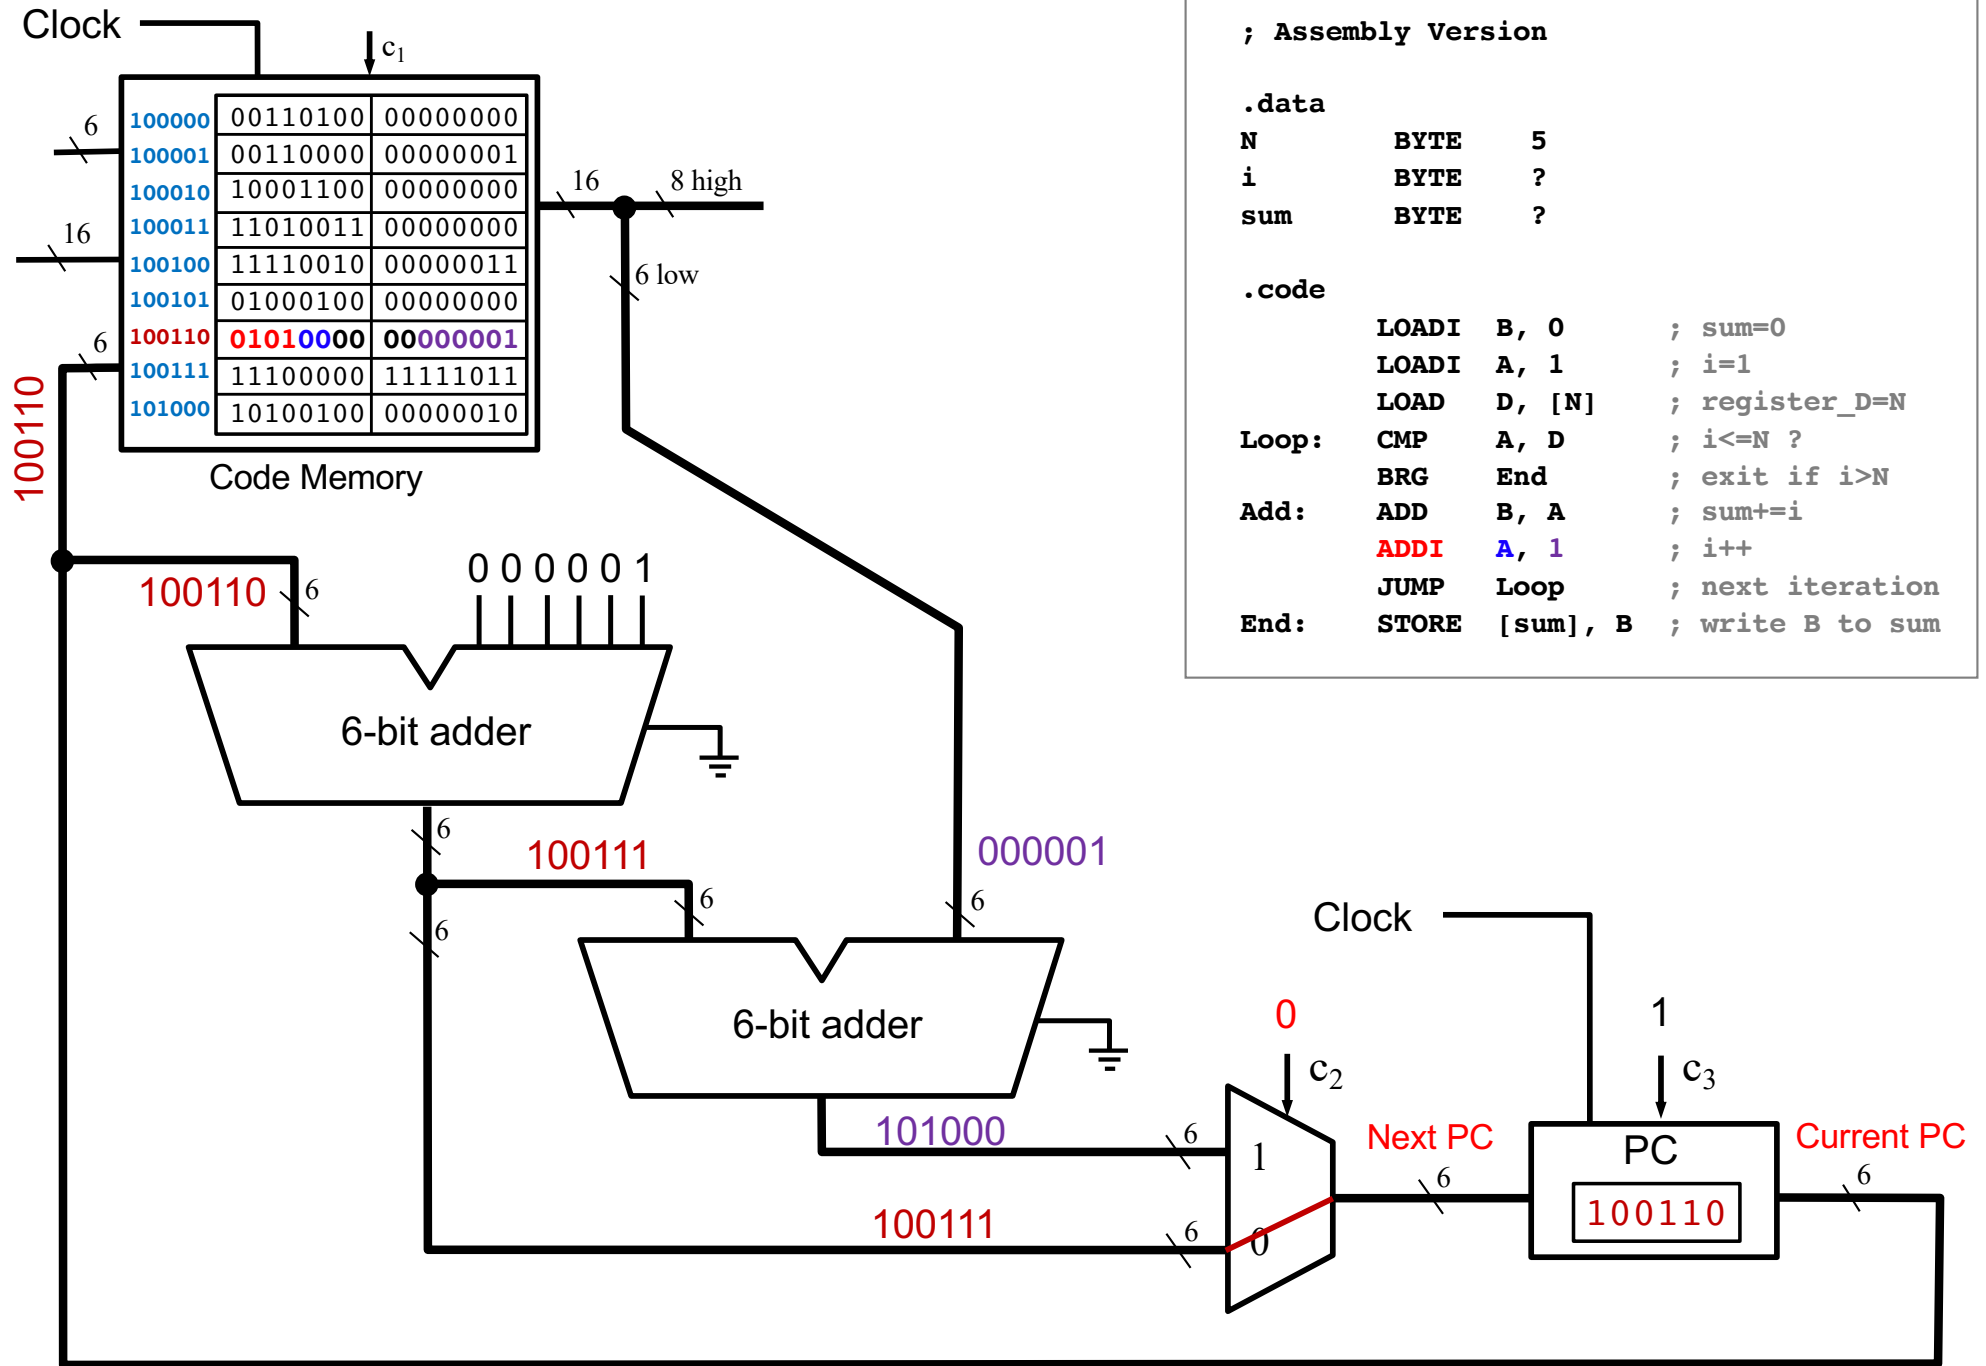 Clock
c1
6
16
6
100000 00110100 00000000
100001 00110000 00000001
100010 10001100 00000000
100011 11010011 00000000
100100 11110010 00000011
100101 01000100 00000000
100110 01010000 00000001
100111 11100000 11111011
101000 10100100 00000010
Code Memory
16
8 high
6 low
100110
; Assembly Version
.data
N BYTE 5
i BYTE ?
sum BYTE ?
.code
LOADI B, 0 ; sum=0
LOADI A, 1 ; i=1
LOAD D, [N] ; register_D=N
Loop: CMP A, D ; i<=N ?
BRG End ; exit if i>N
Add: ADD B, A ; sum+=i
ADDI A, 1 ; i++
JUMP Loop ; next iteration
End: STORE [sum], B ; write B to sum
100110
6
0 0 0 0 0 1
6-bit adder
6
100111
6
6
000001
6
6-bit adder
101000
6
100111
6
0
c2
1
0
Next PC
6
Clock
1
c3
PC
100110
Current PC
6